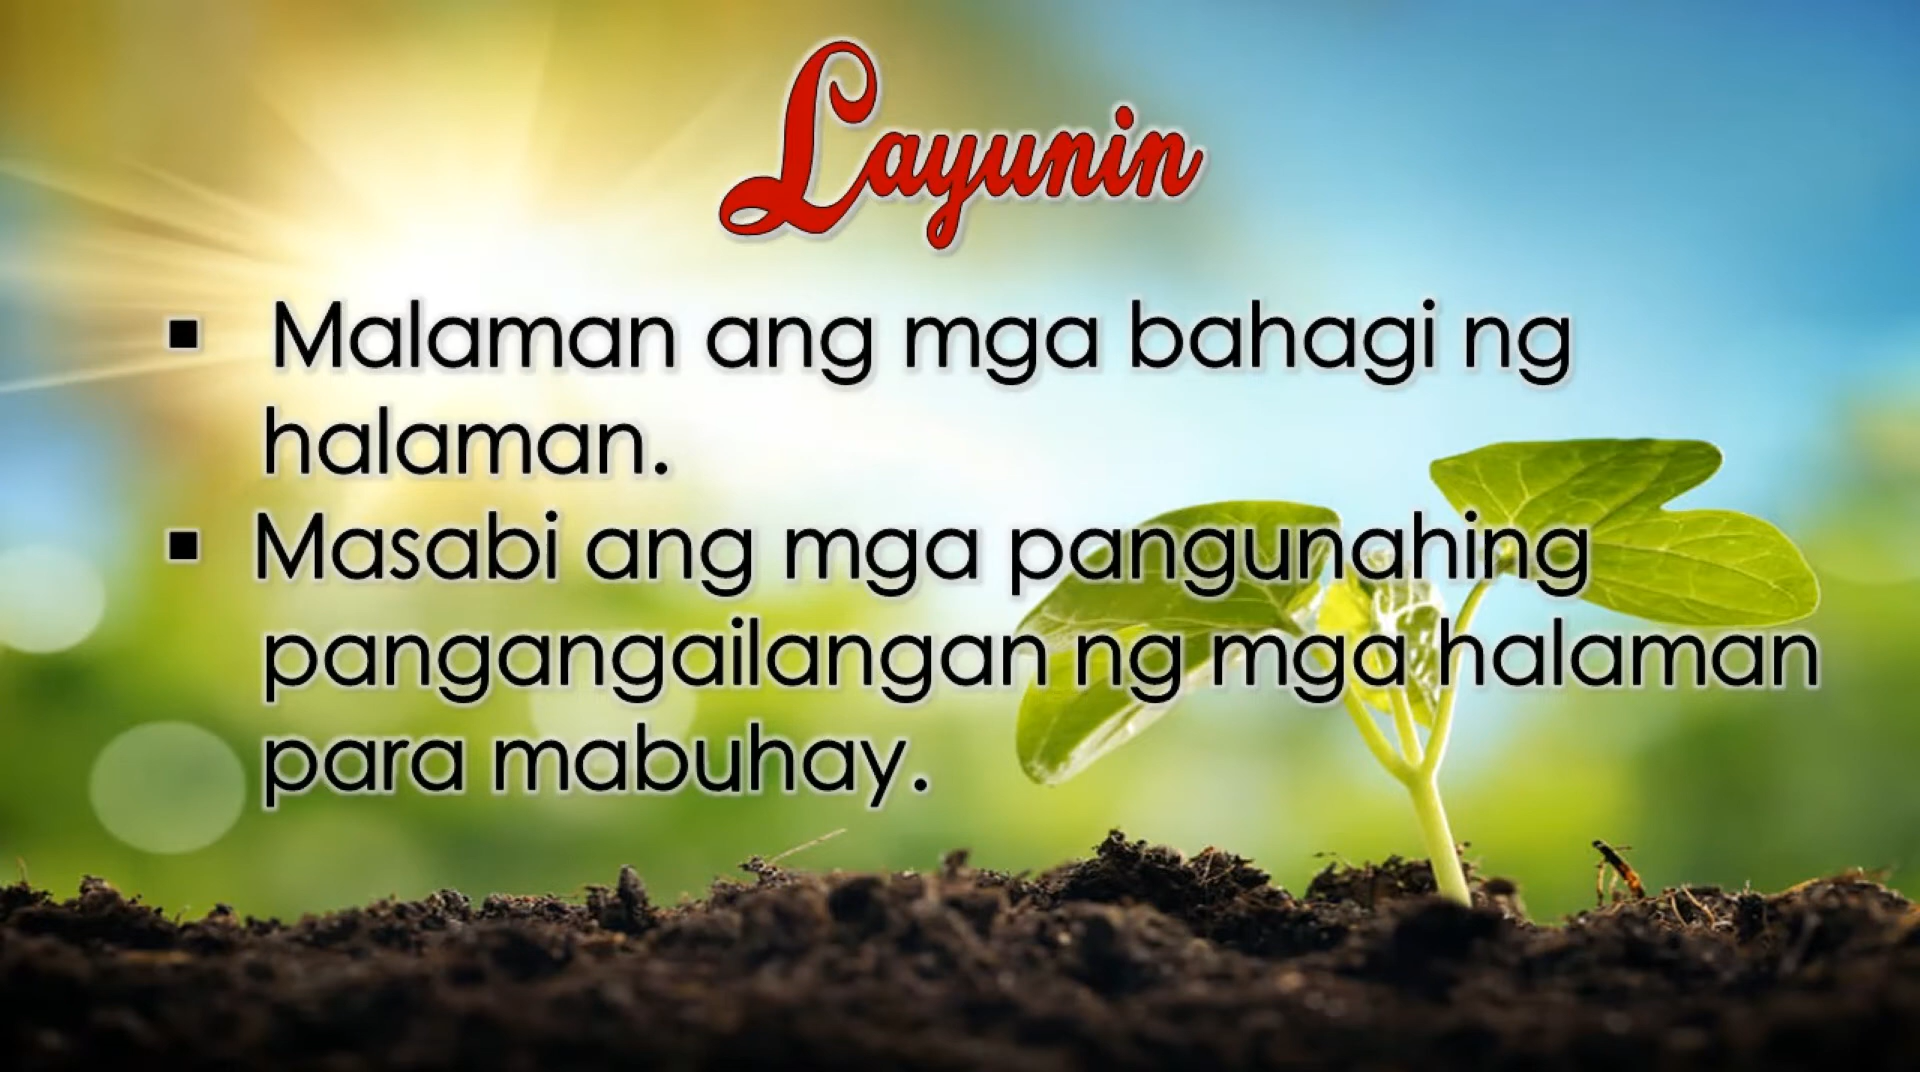 Layunin
▪ Malaman ang mga bahagi ng
halaman.
▪ Masabi ang mga pangunahing
pangangailangan ng mga halaman
para mabuhay.